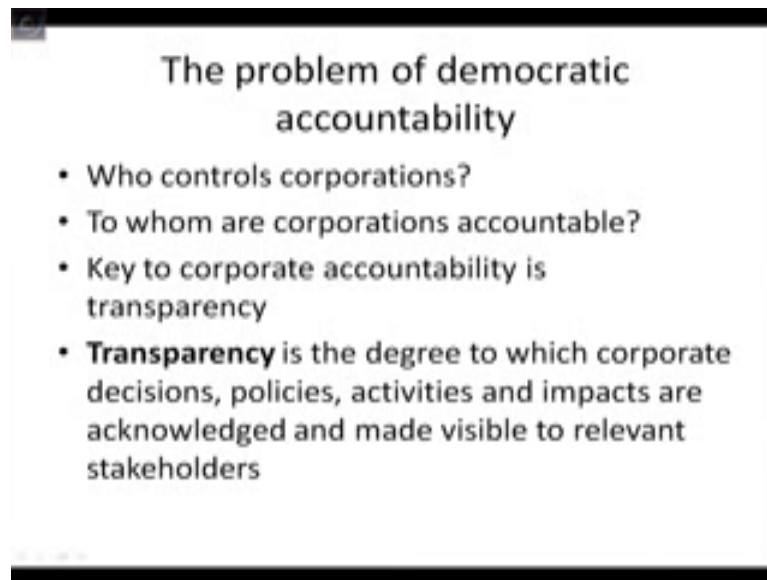 The problem of democratic
accountability
• Who controls corporations?
• To whom are corporations accountable?
• Key to corporate accountability is
transparency
• Transparency is the degree to which corporate
decisions, policies, activities and impacts are
acknowledged and made visible to relevant
stakeholders